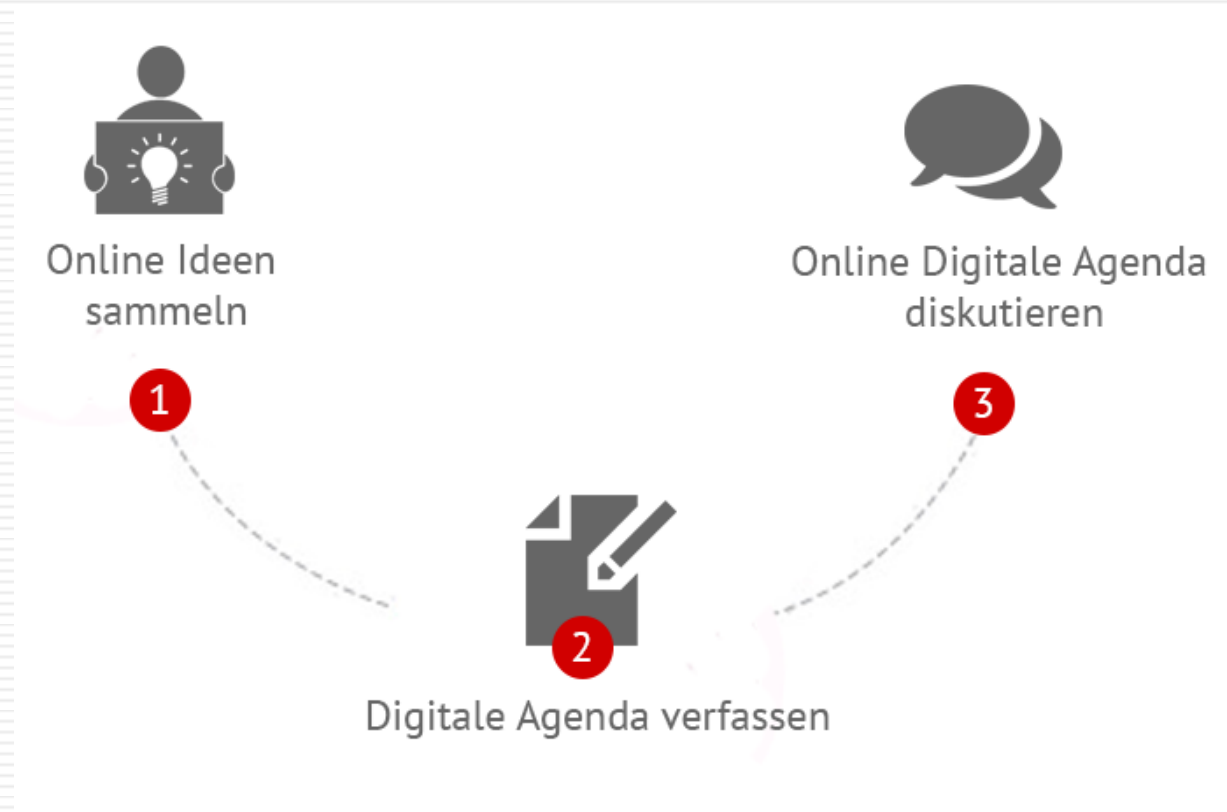 Online Ideen
sammeln
1
Online Digitale Agenda
diskutieren
3
2
Digitale Agenda verfassen